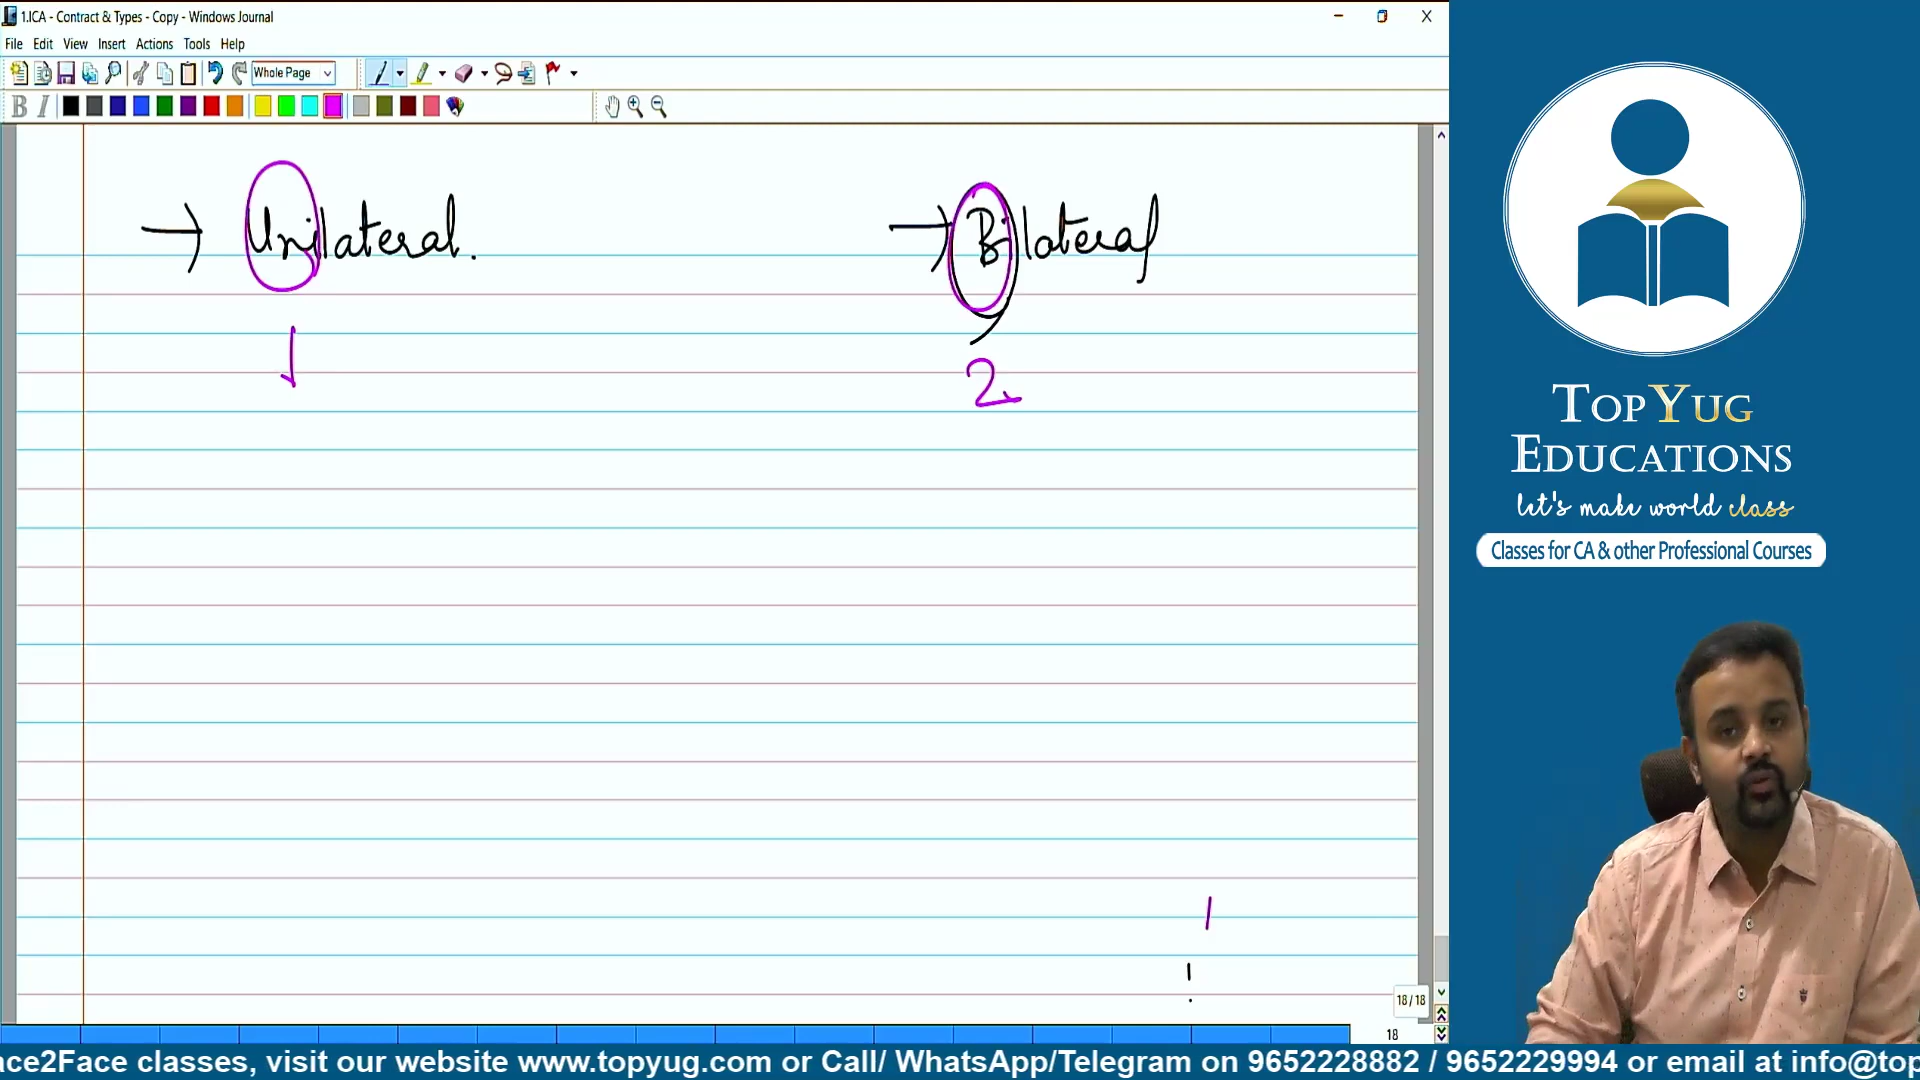 1.ICA - Contract & Types - Copy - Windows Journal
File Edit View Insert Actions Tools Help
Whole Page
B I
→ Unilateral.
→ Bilateral
1
2
18 / 18
18
TOPYUG
EDUCATIONS
let's make world class
Classes for CA & other Professional Courses
ace2Face classes, visit our website www.topyug.com or Call/ WhatsApp/Telegram on 9652228882 / 9652229994 or email at info@top